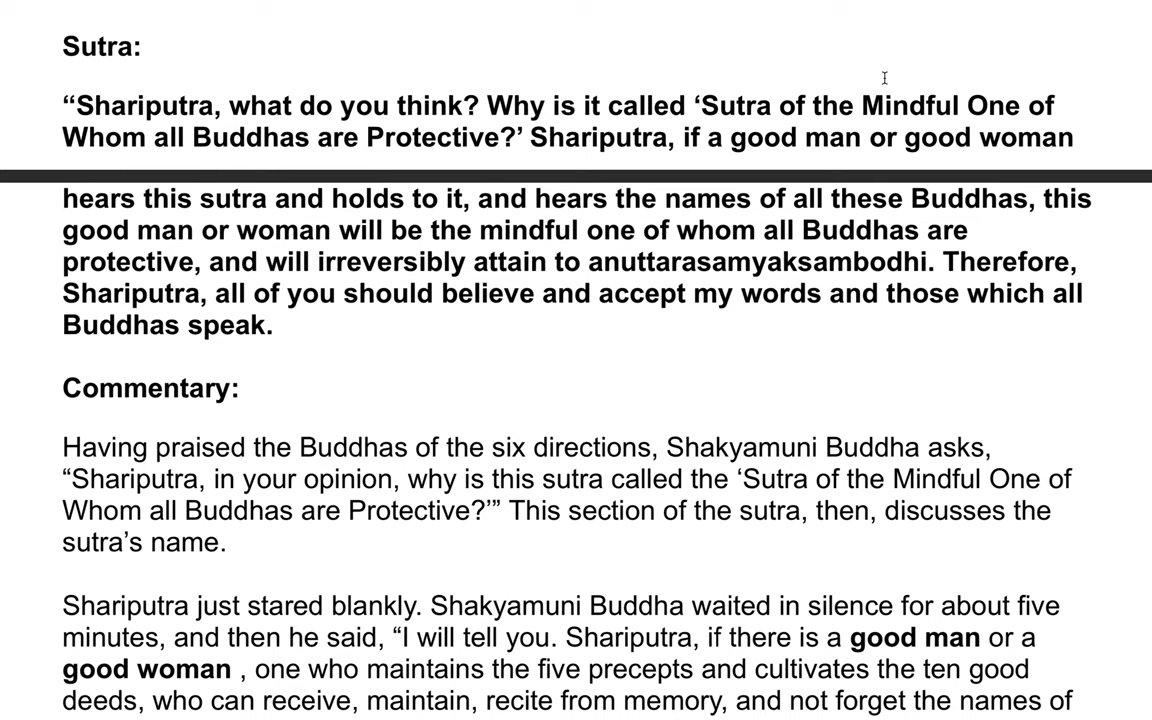 Sutra:
“Shariputra, what do you think? Why is it called ‘Sutra of the Mindful One of
Whom all Buddhas are Protective?’ Shariputra, if a good man or good woman
hears this sutra and holds to it, and hears the names of all these Buddhas, this
good man or woman will be the mindful one of whom all Buddhas are
protective, and will irreversibly attain to anuttarasamyaksambodhi. Therefore,
Shariputra, all of you should believe and accept my words and those which all
Buddhas speak.
Commentary:
Having praised the Buddhas of the six directions, Shakyamuni Buddha asks,
“Shariputra, in your opinion, why is this sutra called the ‘Sutra of the Mindful One of
Whom all Buddhas are Protective?’” This section of the sutra, then, discusses the
sutra’s name.
Shariputra just stared blankly. Shakyamuni Buddha waited in silence for about five
minutes, and then he said, “I will tell you. Shariputra, if there is a good man or a
good woman , one who maintains the five precepts and cultivates the ten good
deeds, who can receive, maintain, recite from memory, and not forget the names of